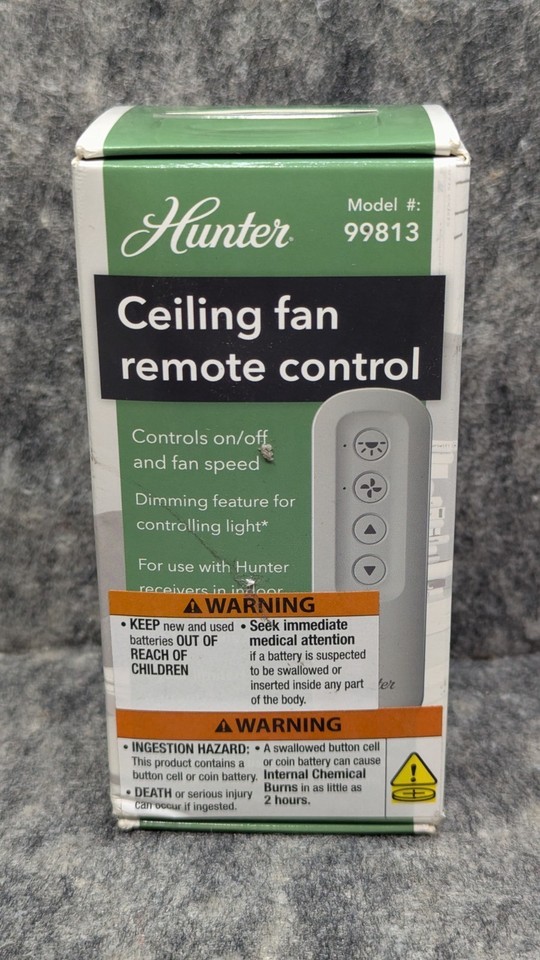 Hunter
Model #:
99813
Ceiling fan
remote control
Controls on/off
and fan speed
Dimming feature for
controlling light*
For use with Hunter
receivers in indoor
WARNING
• KEEP new and used
batteries OUT OF
REACH OF
CHILDREN
• Seek immediate
medical attention
if a battery is suspected
to be swallowed or
inserted inside any part
of the body.
WARNING
• INGESTION HAZARD:
This product contains a
button cell or coin battery.
• DEATH or serious injury
can occur if ingested.
• A swallowed button cell
or coin battery can cause
Internal Chemical
Burns in as little as
2 hours.